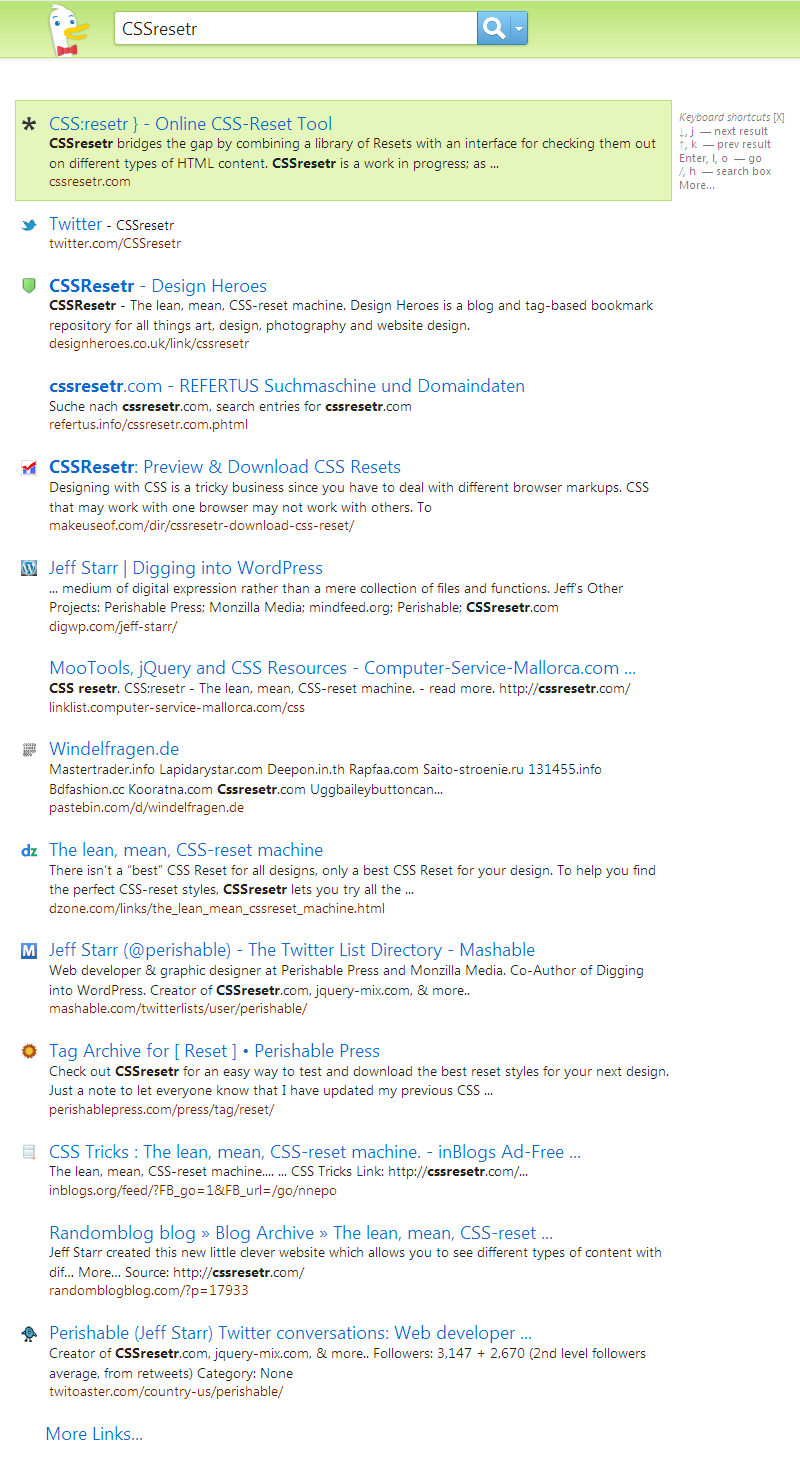 CSSresetr
CSS:resetr } - Online CSS-Reset Tool
CSSresetr bridges the gap by combining a library of Resets with an interface for checking them out
on different types of HTML content. CSSresetr is a work in progress; as ...
cssresetr.com
Keyboard shortcuts [X]
↓, j — next result
↑, k — prev result
Enter, l, o — go
/, h — search box
More...
Twitter - CSSresetr
twitter.com/CSSresetr
CSSResetr - Design Heroes
CSSResetr - The lean, mean, CSS-reset machine. Design Heroes is a blog and tag-based bookmark
repository for all things art, design, photography and website design.
designheroes.co.uk/link/cssresetr
cssresetr.com - REFERTUS Suchmaschine und Domaindaten
Suche nach cssresetr.com, search entries for cssresetr.com
refertus.info/cssresetr.com.phtml
CSSResetr: Preview & Download CSS Resets
Designing with CSS is a tricky business since you have to deal with different browser markups. CSS
that may work with one browser may not work with others. To
makeuseof.com/dir/cssresetr-download-css-reset/
Jeff Starr | Digging into WordPress
... medium of digital expression rather than a mere collection of files and functions. Jeff's Other
Projects: Perishable Press; Monzilla Media; mindfeed.org; Perishable; CSSresetr.com
digwp.com/jeff-starr/
MooTools, jQuery and CSS Resources - Computer-Service-Mallorca.com ...
CSS resetr. CSS:resetr - The lean, mean, CSS-reset machine. - read more. http://cssresetr.com/
linklist.computer-service-mallorca.com/css
Windelfragen.de
Mastertrader.info Lapidarystar.com Deepon.in.th Rapfaa.com Saito-stroenie.ru 131455.info
Bdfashion.cc Kooratna.com Cssresetr.com Uggbaileybuttoncan...
pastebin.com/d/windelfragen.de
dz The lean, mean, CSS-reset machine
There isn't a “best” CSS Reset for all designs, only a best CSS Reset for your design. To help you find
the perfect CSS-reset styles, CSSresetr lets you try all the ...
dzone.com/links/the_lean_mean_cssreset_machine.html
M Jeff Starr (@perishable) - The Twitter List Directory - Mashable
Web developer & graphic designer at Perishable Press and Monzilla Media. Co-Author of Digging
into WordPress. Creator of CSSresetr.com, jquery-mix.com, & more..
mashable.com/twitterlists/user/perishable/
Tag Archive for [ Reset ] • Perishable Press
Check out CSSresetr for an easy way to test and download the best reset styles for your next design.
Just a note to let everyone know that I have updated my previous CSS ...
perishablepress.com/press/tag/reset/
CSS Tricks : The lean, mean, CSS-reset machine. - inBlogs Ad-Free ...
The lean, mean, CSS-reset machine.... ... CSS Tricks Link: http://cssresetr.com/...
inblogs.org/feed/?FB_go=1&FB_url=/go/nnepo
Randomblog blog » Blog Archive » The lean, mean, CSS-reset ...
Jeff Starr created this new little clever website which allows you to see different types of content with
dif... More... Source: http://cssresetr.com/
randomblogblog.com/?p=17933
Perishable (Jeff Starr) Twitter conversations: Web developer ...
Creator of CSSresetr.com, jquery-mix.com, & more.. Followers: 3,147 + 2,670 (2nd level followers
average, from retweets) Category: None
twitoaster.com/country-us/perishable/
More Links...